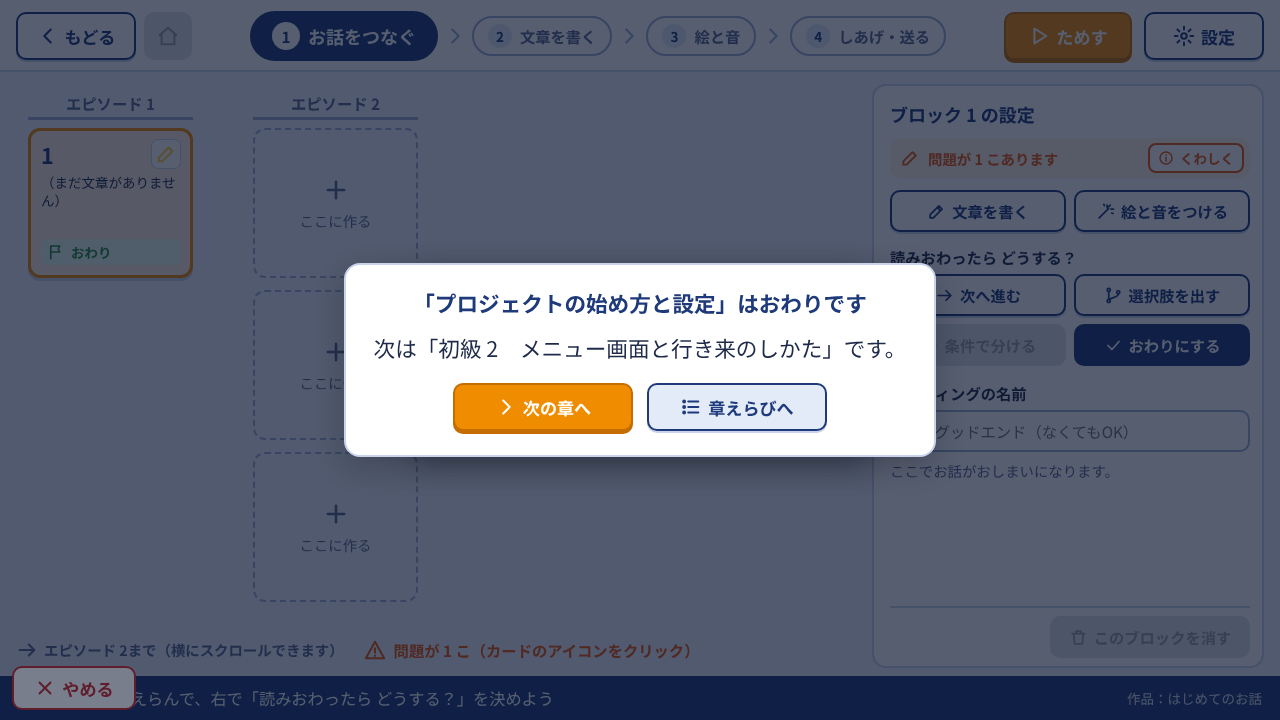 もどる
1 お話をつなぐ
2 文章を書く
3 絵と音
4 しあげ・送る
ためす
設定
エピソード 1
エピソード 2
1
（まだ文章がありませ
ん）
おわり
ここに作る
ここに
ここに作る
ブロック 1 の設定
問題が 1 こあります
くわしく
文章を書く
絵と音をつける
読みおわったら どうする？
次へ進む
選択肢を出す
条件で分ける
おわりにする
ィングの名前
グッドエンド（なくてもOK）
ここでお話がおしまいになります。
このブロックを消す
「プロジェクトの始め方と設定」はおわりです
次は「初級 2　メニュー画面と行き来のしかた」です。
次の章へ
章えらびへ
エピソード 2まで（横にスクロールできます）
問題が 1 こ（カードのアイコンをクリック）
やめる
えらんで、右で「読みおわったら どうする？」を決めよう
作品：はじめてのお話